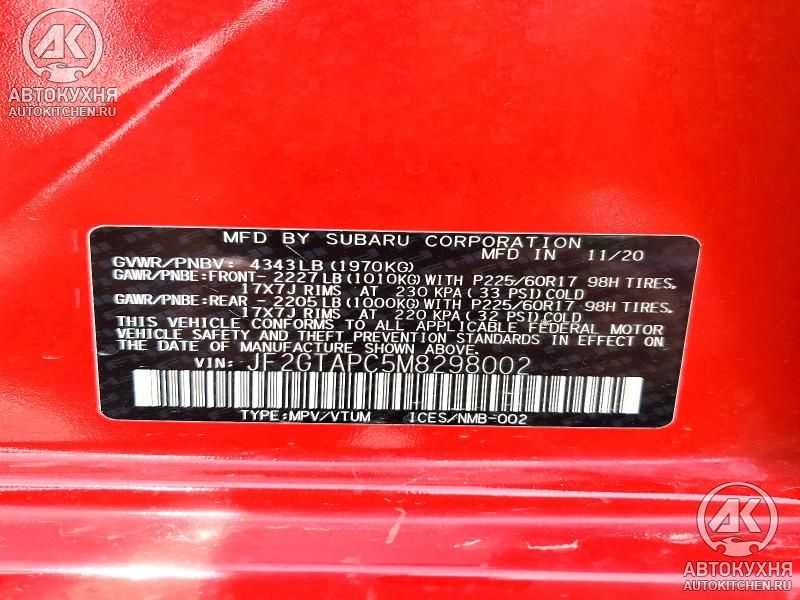 АК
АВТОКУХНЯ
AUTOKITCHEN.RU
MFD BY SUBARU CORPORATION
MFD IN 11/20
GVWR/PNBV: 4343LB (1970KG)
GAWR/PNBE:FRONT- 2227LB (1010KG) WITH P225/60R17 98H TIRES.
17X7J RIMS AT 230 KPA (33 PSI) COLD
GAWR/PNBE:REAR - 2205LB (1000KG) WITH P225/60R17 98H TIRES.
17X7J RIMS AT 220 KPA (32 PSI) COLD
THIS VEHICLE CONFORMS TO ALL APPLICABLE FEDERAL MOTOR
VEHICLE SAFETY AND THEFT PREVENTION STANDARDS IN EFFECT ON
THE DATE OF MANUFACTURE SHOWN ABOVE.
VIN: JF2GTAPC5M8298002
TYPE:MPV/VTUM ICES/NMB-002
АК
АВТОКУХНЯ
AUTOKITCHEN.RU